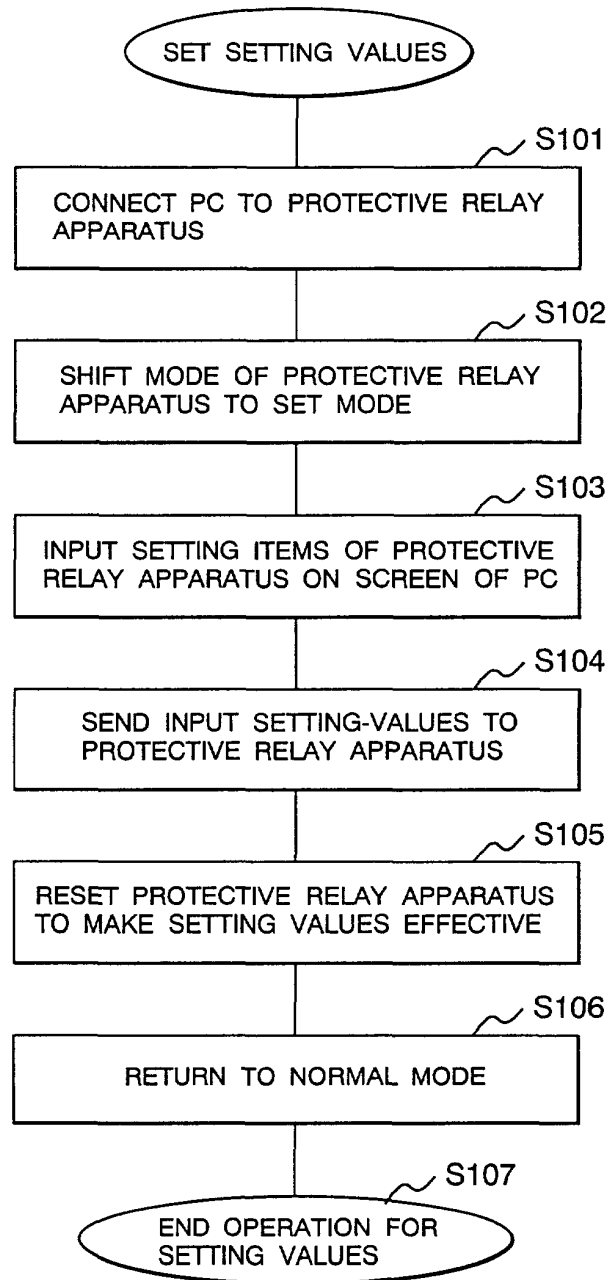 SET SETTING VALUES
S101
CONNECT PC TO PROTECTIVE RELAY
APPARATUS
S102
SHIFT MODE OF PROTECTIVE RELAY
APPARATUS TO SET MODE
S103
INPUT SETTING ITEMS OF PROTECTIVE
RELAY APPARATUS ON SCREEN OF PC
S104
SEND INPUT SETTING-VALUES TO
PROTECTIVE RELAY APPARATUS
S105
RESET PROTECTIVE RELAY APPARATUS
TO MAKE SETTING VALUES EFFECTIVE
S106
RETURN TO NORMAL MODE
S107
END OPERATION FOR
SETTING VALUES